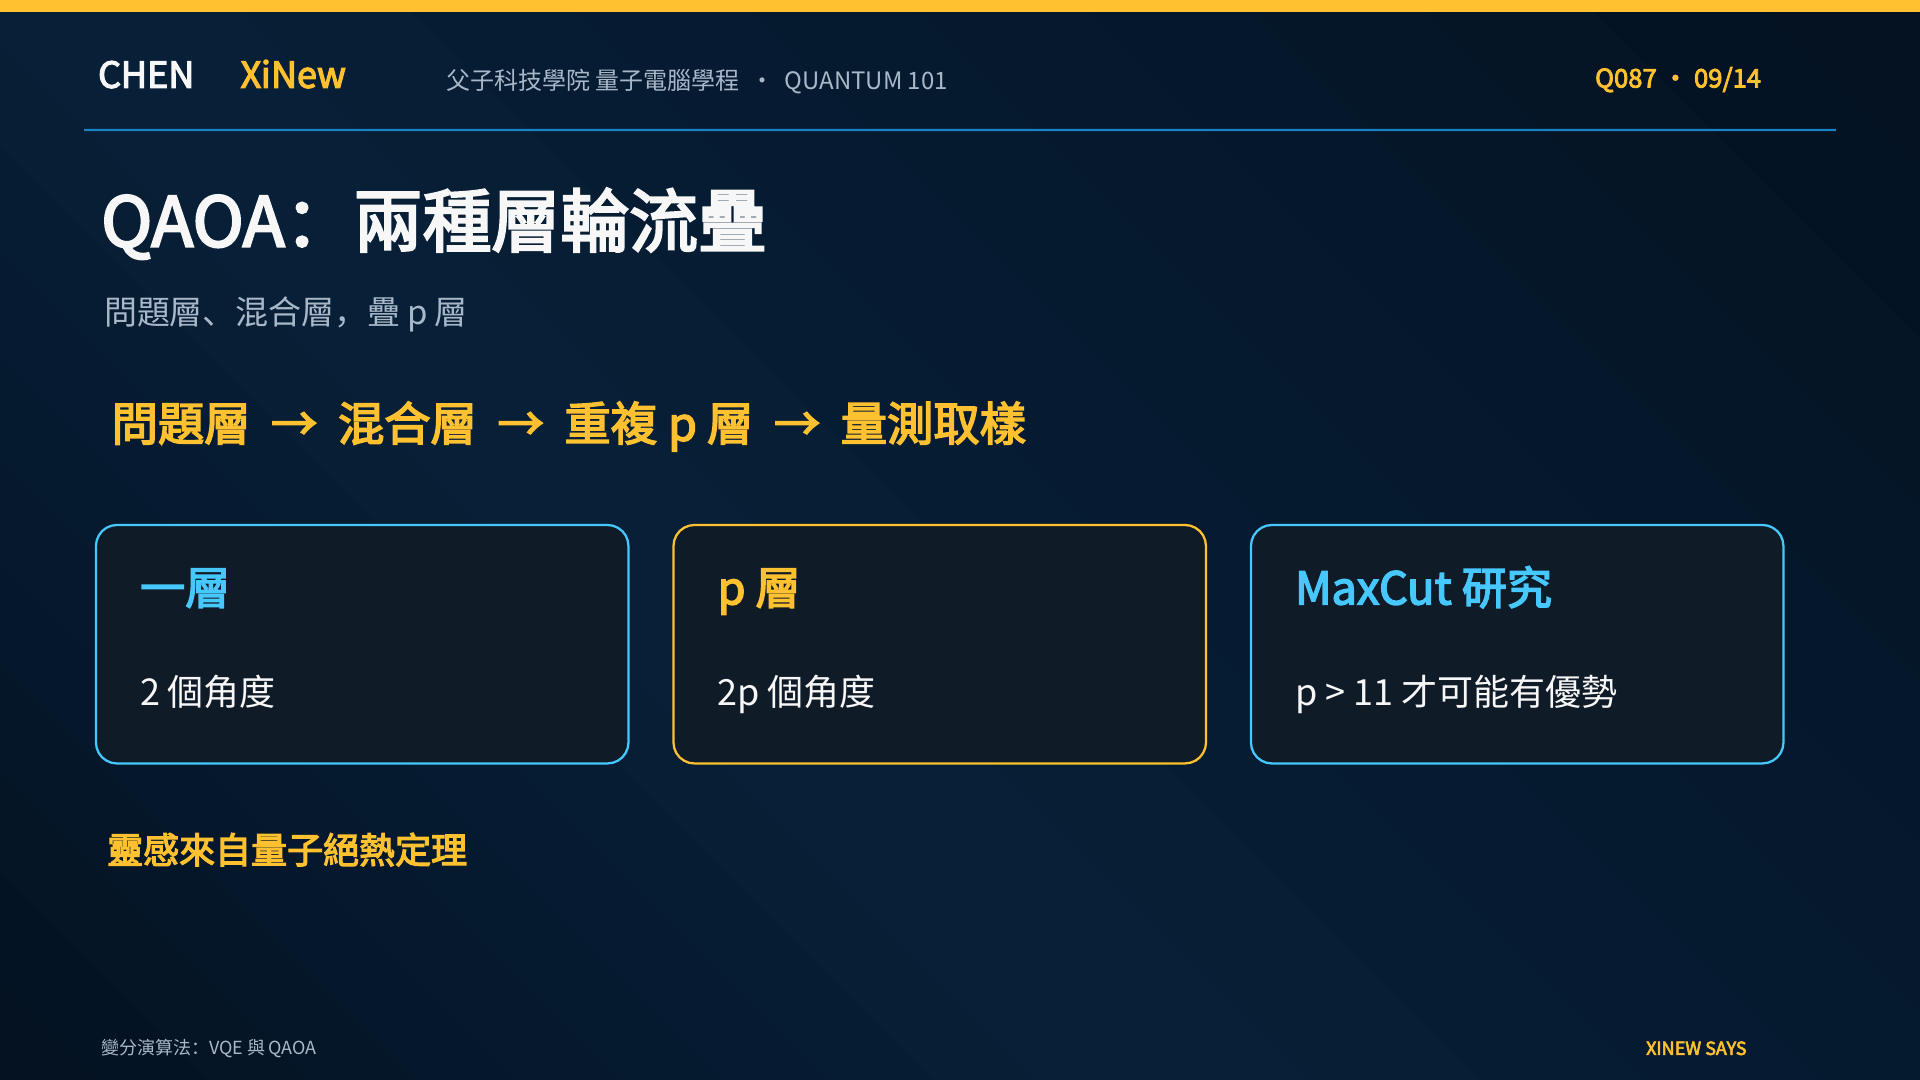 CHEN XiNew 父子科技學院 量子電腦學程 · QUANTUM 101 Q087 · 09/14
QAOA：兩種層輪流疊
問題層、混合層，疊 p 層
問題層 → 混合層 → 重複 p 層 → 量測取樣
一層
2 個角度
p 層
2p 個角度
MaxCut 研究
p > 11 才可能有優勢
靈感來自量子絕熱定理
變分演算法：VQE 與 QAOA
XINEW SAYS